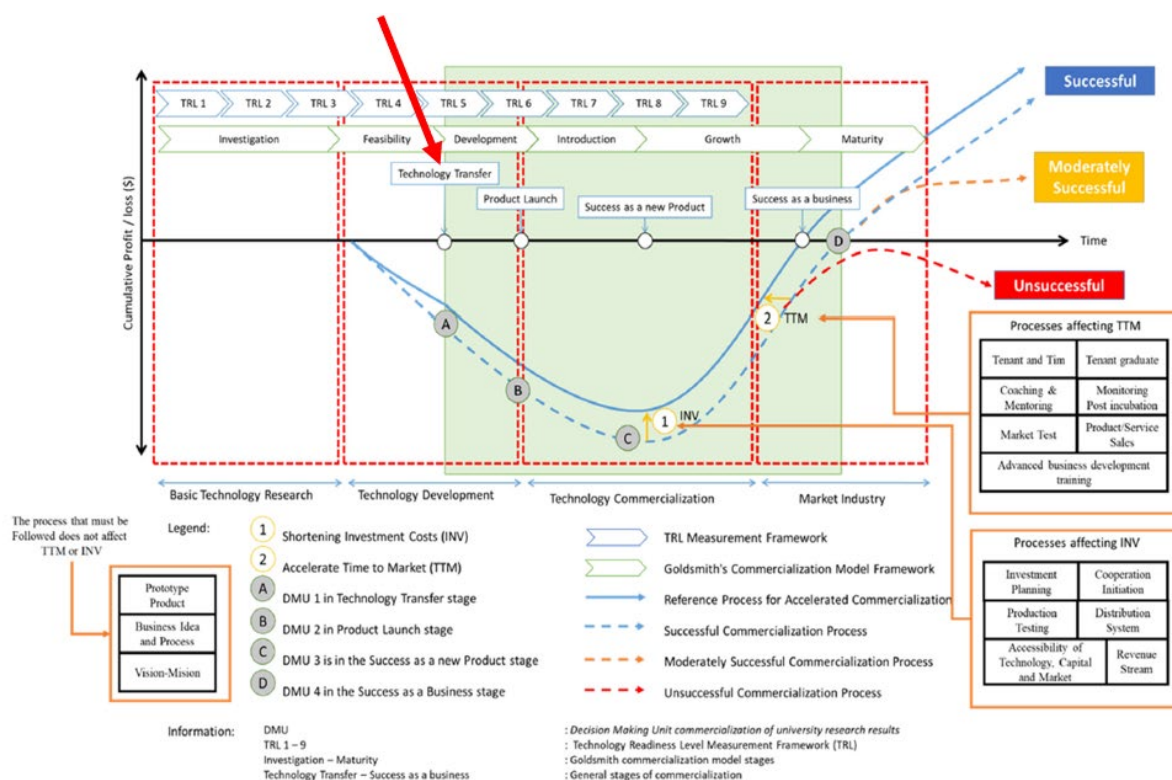 TRL 1
TRL 2
TRL 3
TRL 4
TRL 5
TRL 6
TRL 7
TRL 8
TRL 9
Investigation
Feasibility
Development
Introduction
Growth
Maturity
Technology Transfer
Product Launch
Success as a new Product
Success as a business
Successful
Moderately
Successful
Unsuccessful
Cumulative Profit / loss ($)
Time
A
B
C
D
1
INV
2
TTM
Basic Technology Research
Technology Development
Technology Commercialization
Market Industry
Processes affecting TTM
Tenant and Tim
Tenant graduate
Coaching &
Mentoring
Monitoring
Post incubation
Market Test
Product/Service
Sales
Advanced business development
training
Processes affecting INV
Investment
Planning
Cooperation
Initiation
Production
Testing
Distribution
System
Accessibility of
Technology, Capital
and Market
Revenue
Stream
The process that must be
Followed does not affect
TTM or INV
Prototype
Product
Business Idea
and Process
Vision-Mision
Legend:
1 Shortening Investment Costs (INV)
2 Accelerate Time to Market (TTM)
A DMU 1 in Technology Transfer stage
B DMU 2 in Product Launch stage
C DMU 3 is in the Success as a new Product stage
D DMU 4 in the Success as a Business stage
TRL Measurement Framework
Goldsmith's Commercialization Model Framework
Reference Process for Accelerated Commercialization
Successful Commercialization Process
Moderately Successful Commercialization Process
Unsuccessful Commercialization Process
Information:
DMU : Decision Making Unit commercialization of university research results
TRL 1 – 9 : Technology Readiness Level Measurement Framework (TRL)
Investigation – Maturity : Goldsmith commercialization model stages
Technology Transfer – Success as a business : General stages of commercialization